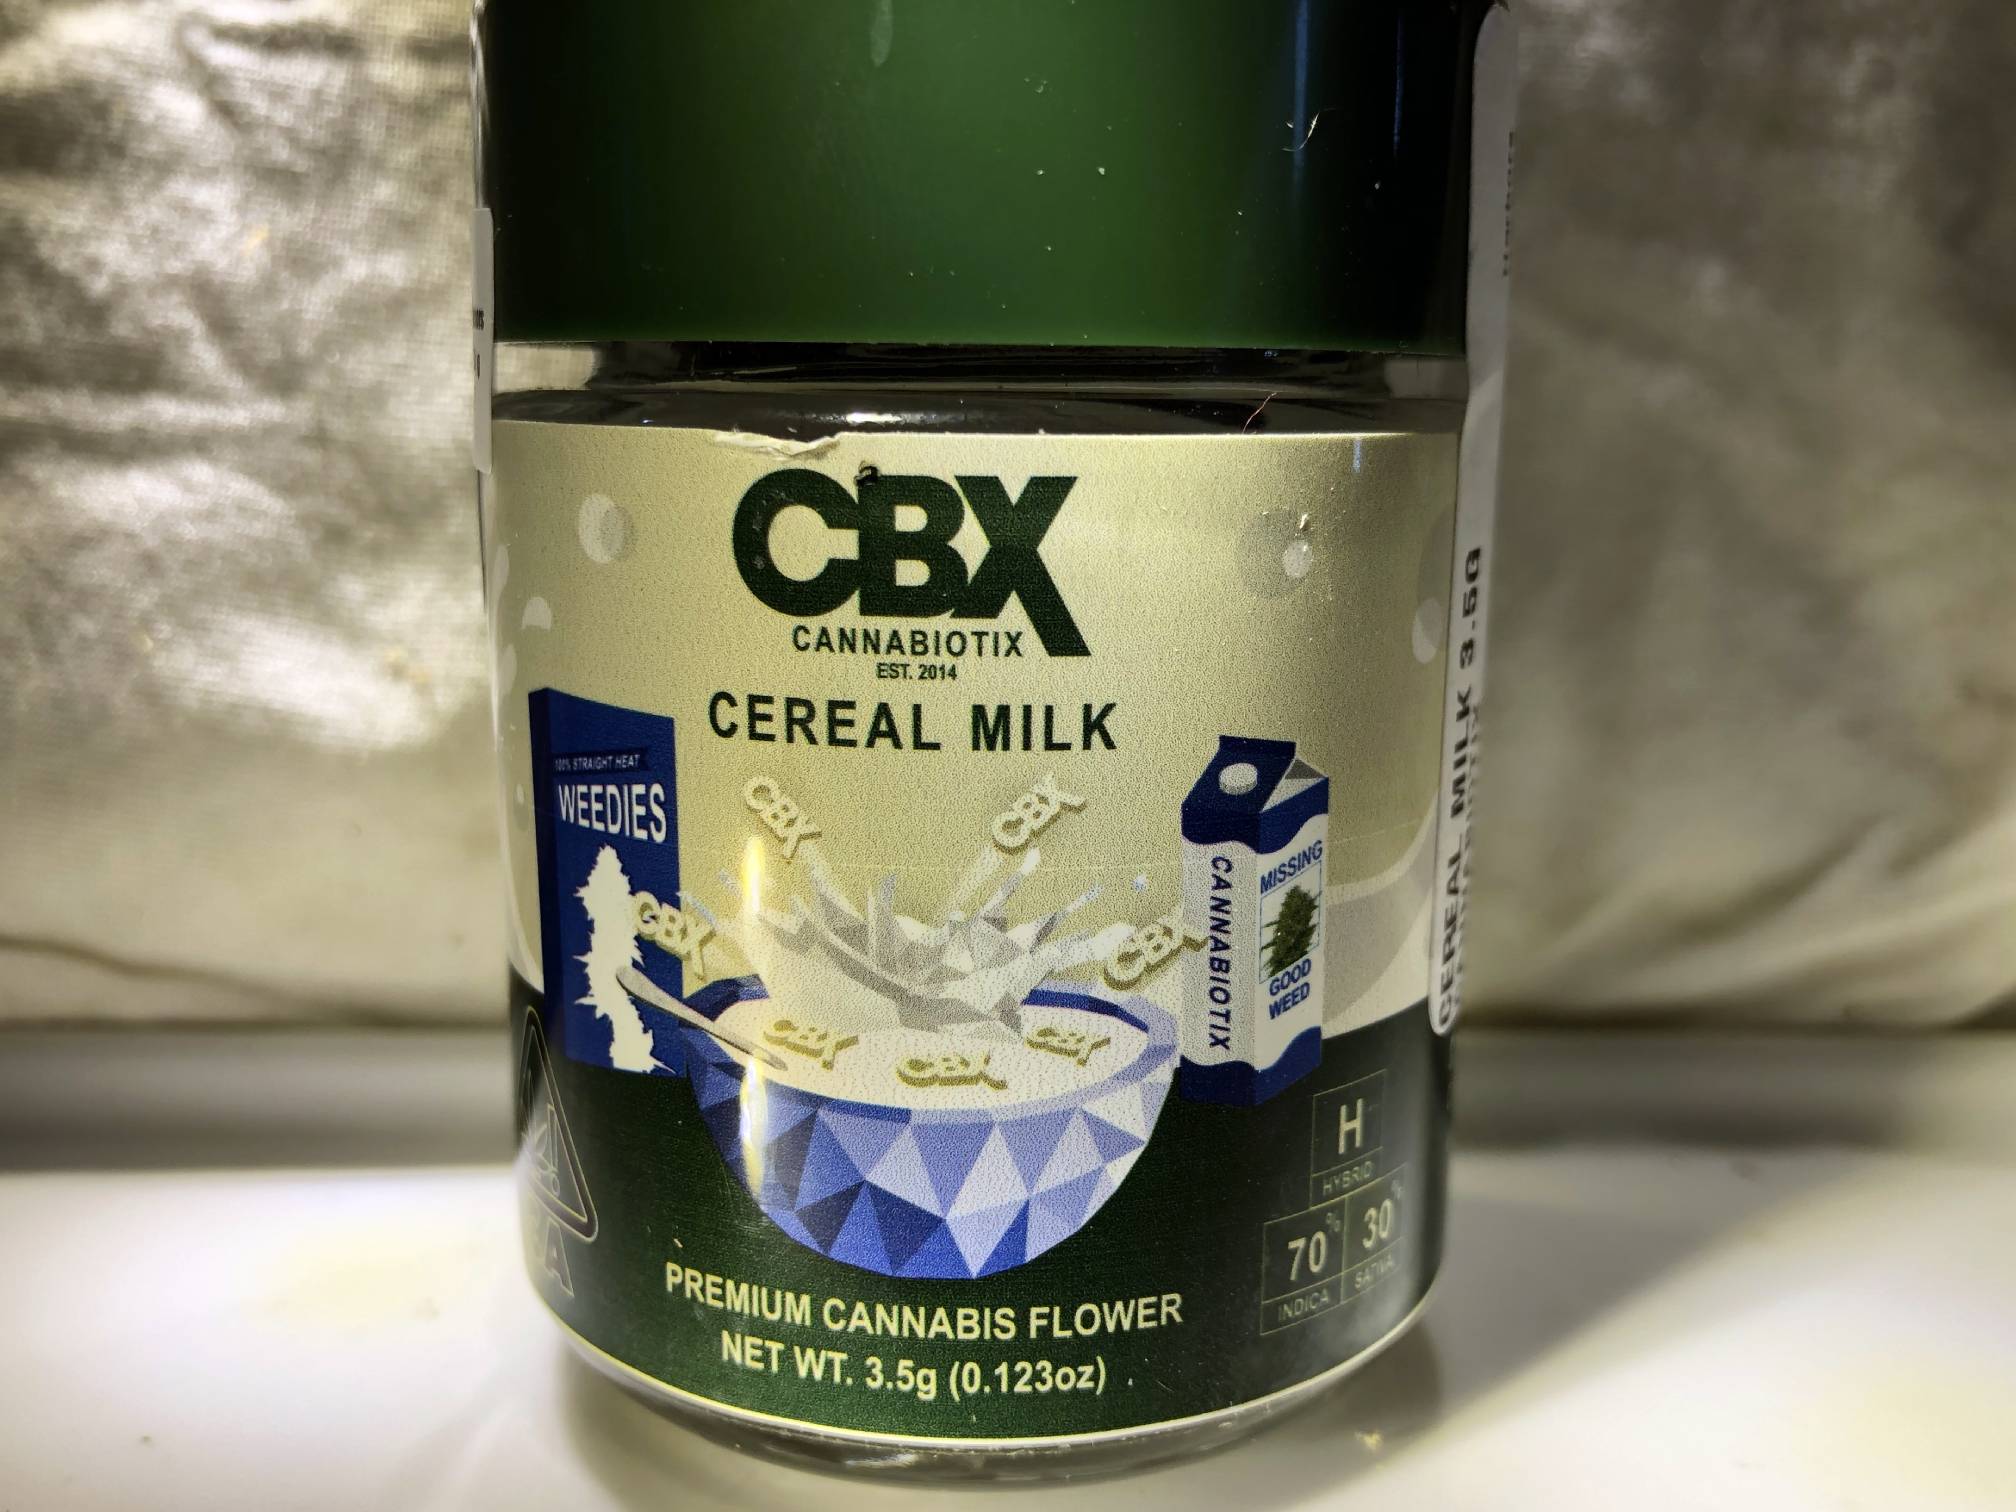 CBX
CANNABIOTIX
EST. 2014
CEREAL MILK
100% STRAIGHT HEAT
WEEDIES
CBX
CBX
CBX
CBX
CBX
CBX
CBX
CANNABIOTIX
MISSING
GOOD
WEED
H
HYBRID
70%
INDICA
30%
SATIVA
PREMIUM CANNABIS FLOWER
NET WT. 3.5g (0.123oz)
CEREAL MILK 3.5G